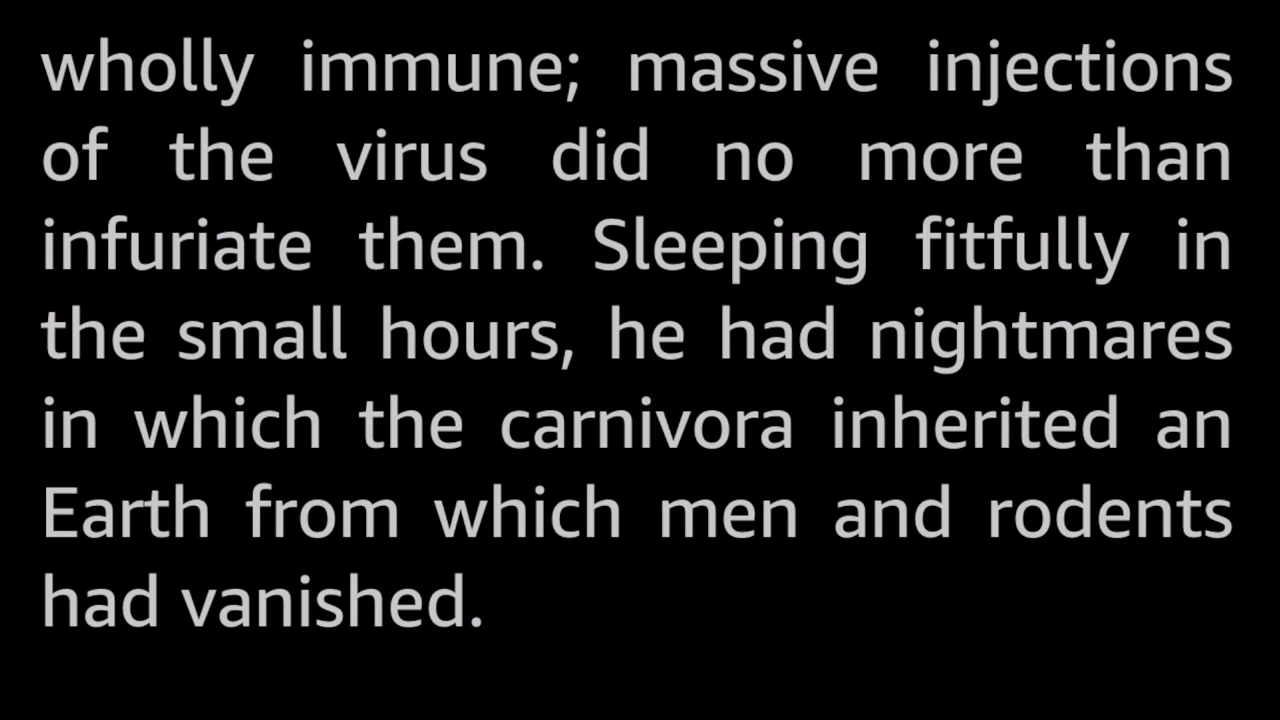 wholly immune; massive injections
of the virus did no more than
infuriate them. Sleeping fitfully in
the small hours, he had nightmares
in which the carnivora inherited an
Earth from which men and rodents
had vanished.